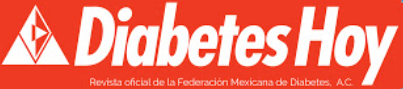 Diabetes Hoy
Revista oficial de la Federación Mexicana de Diabetes, A.C.